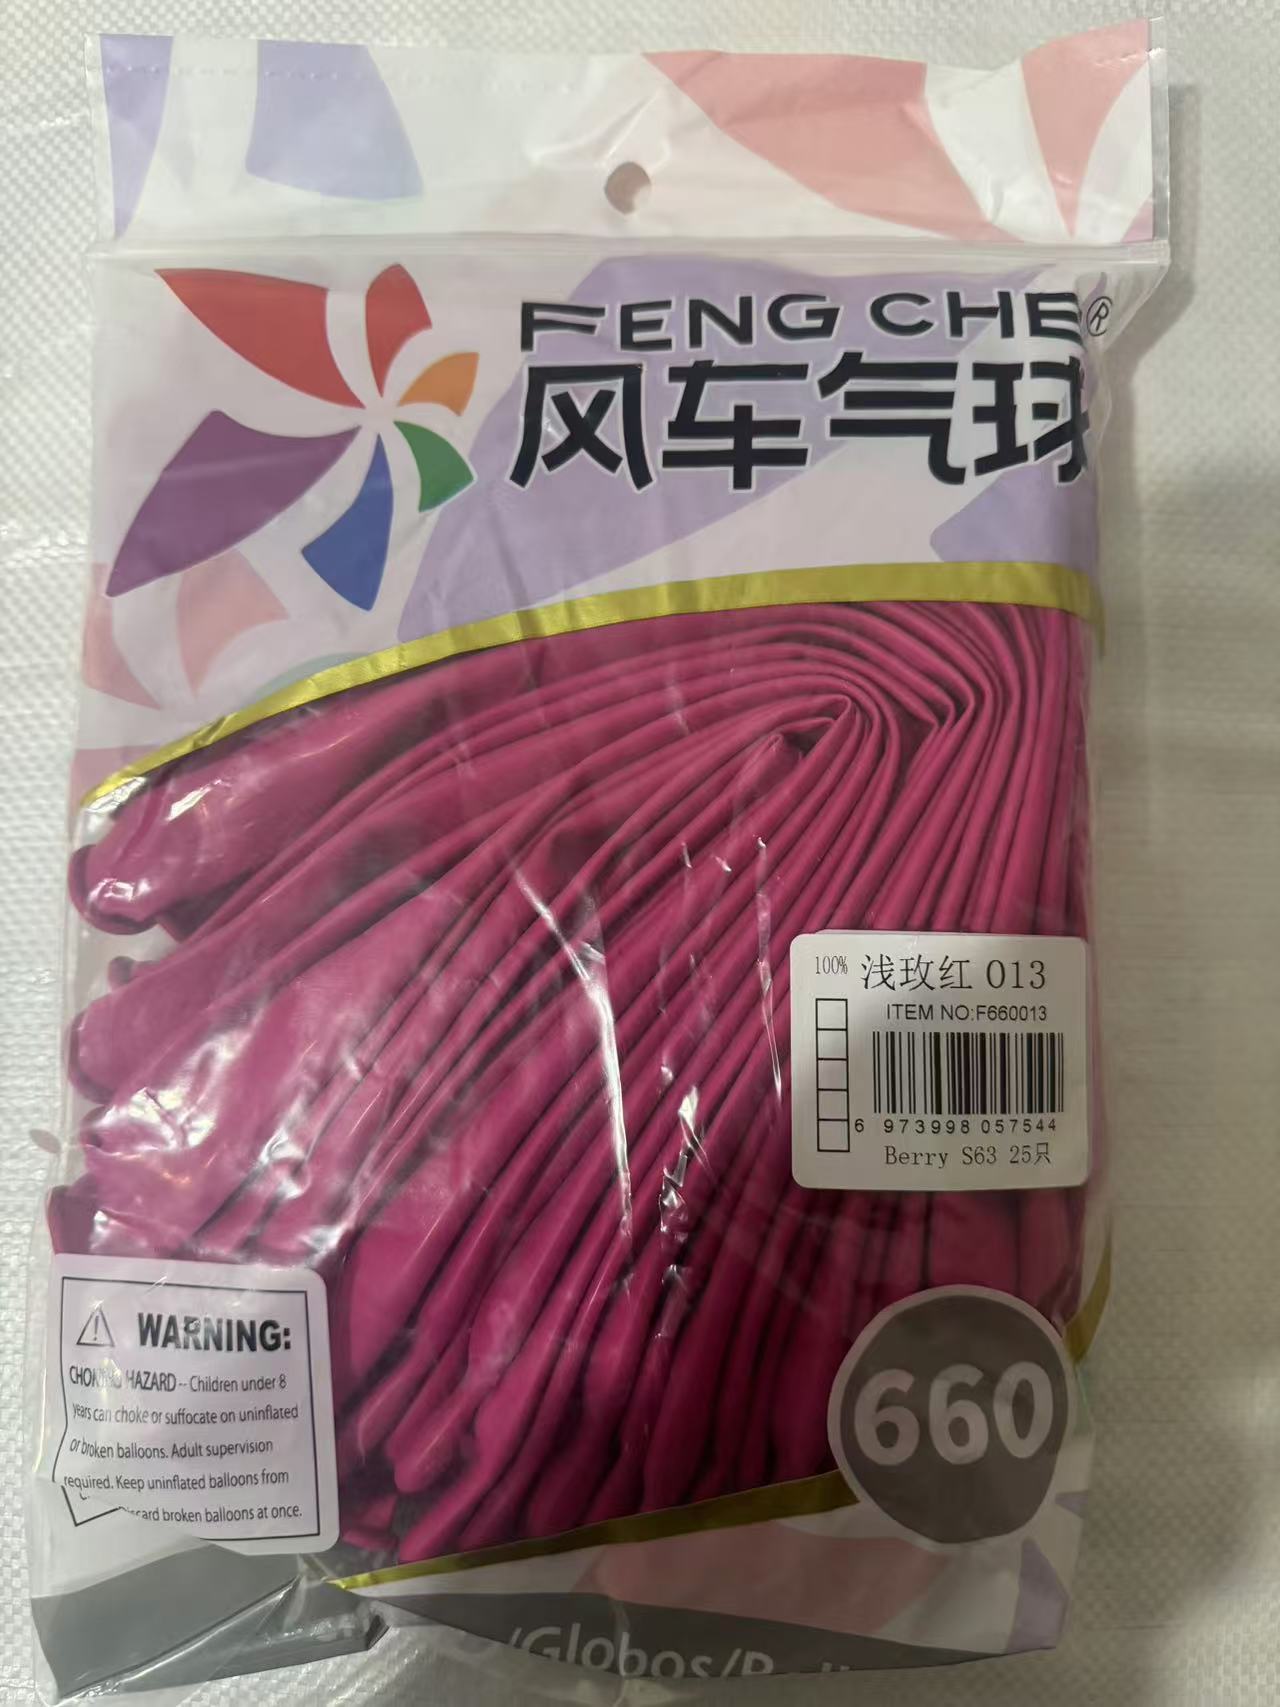 FENG CHE®
风车气球
100% 浅玫红 013
ITEM NO:F660013
6 973998 057544
Berry S63 25只
WARNING:
CHOKING HAZARD -- Children under 8
years can choke or suffocate on uninflated
or broken balloons. Adult supervision
required. Keep uninflated balloons from
broken balloons at once.
660
/Globos/